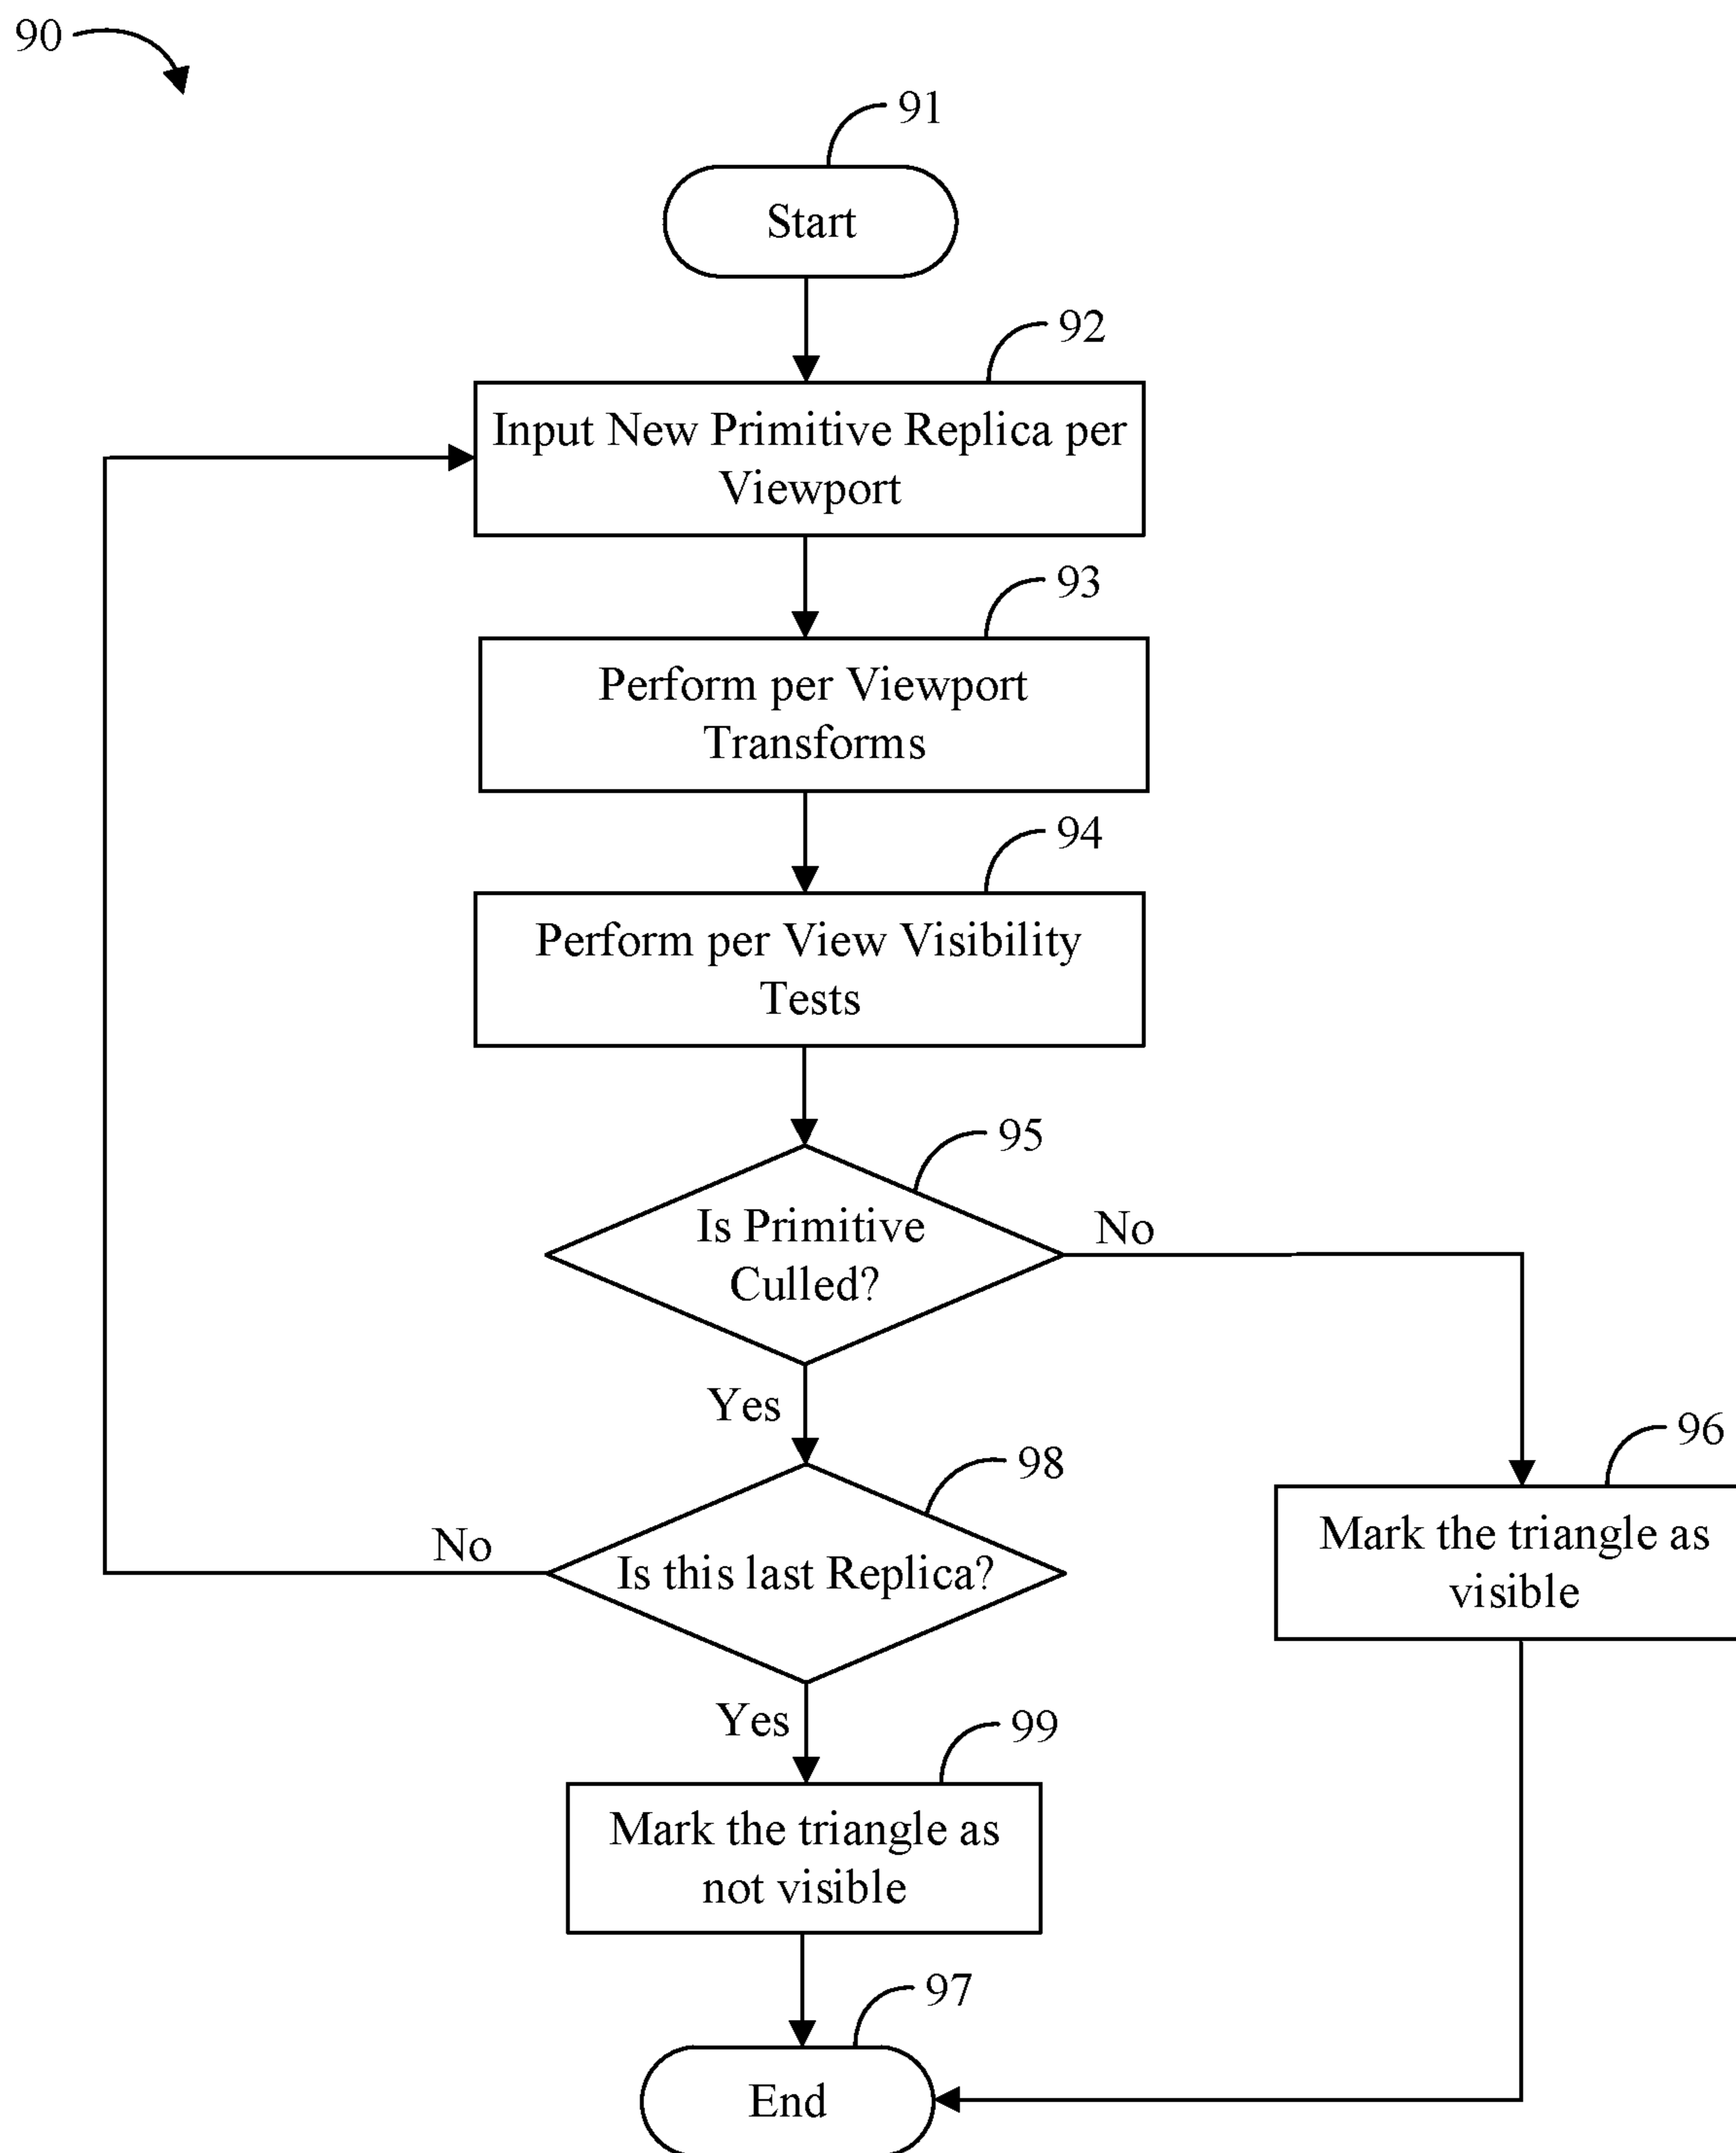 90
91
Start
92
Input New Primitive Replica per
Viewport
93
Perform per Viewport
Transforms
94
Perform per View Visibility
Tests
95
Is Primitive
Culled?
No
Yes
96
Mark the triangle as
visible
98
Is this last Replica?
No
Yes
99
Mark the triangle as
not visible
97
End